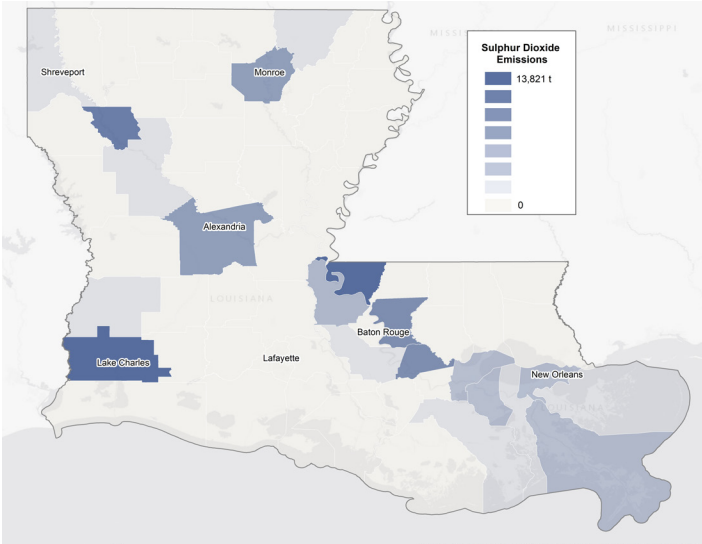 MISSISSIPPI
Sulphur Dioxide
Emissions
13,821 t
0
Shreveport
Monroe
Alexandria
LOUISIANA
Baton Rouge
Lake Charles
Lafayette
New Orleans